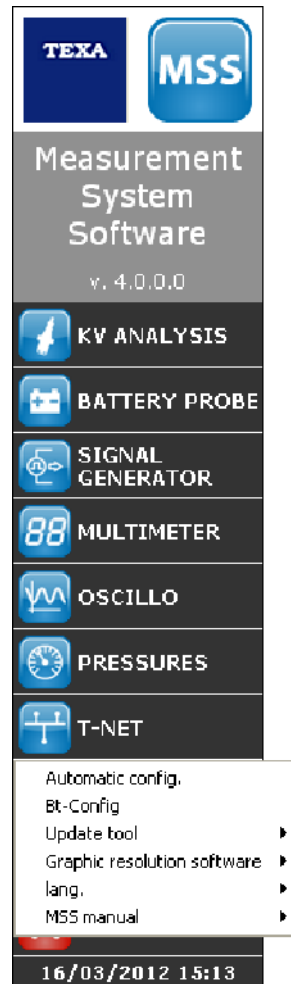 TEXA
MSS
Measurement
System
Software
v. 4.0.0.0
KV ANALYSIS
BATTERY PROBE
SIGNAL
GENERATOR
88 MULTIMETER
OSCILLO
PRESSURES
T-NET
Automatic config.
Bt-Config
Update tool
Graphic resolution software
lang.
MSS manual
16/03/2012 15:13